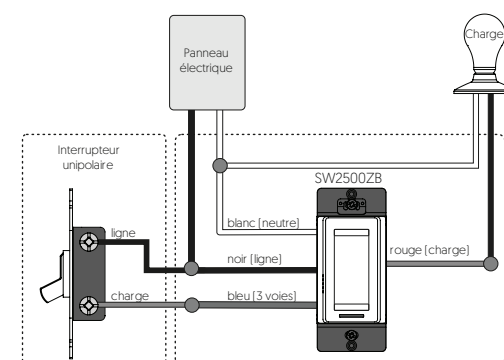 Panneau
électrique
Charge
Interrupteur
unipolaire
SW2500ZB
ligne
blanc [neutre]
noir [ligne]
rouge [charge]
charge
bleu [3 voies]